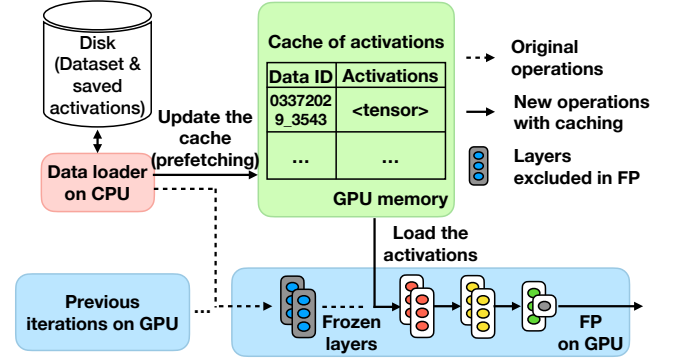 Disk
(Dataset &
saved
activations)
Update the
cache
(prefetching)
Data loader
on CPU
Cache of activations
Data ID
Activations
0337202
9_3543
<tensor>
...
...
GPU memory
Original
operations
New operations
with caching
Layers
excluded in FP
Load the
activations
Previous
iterations on GPU
...
Frozen
layers
FP
on GPU